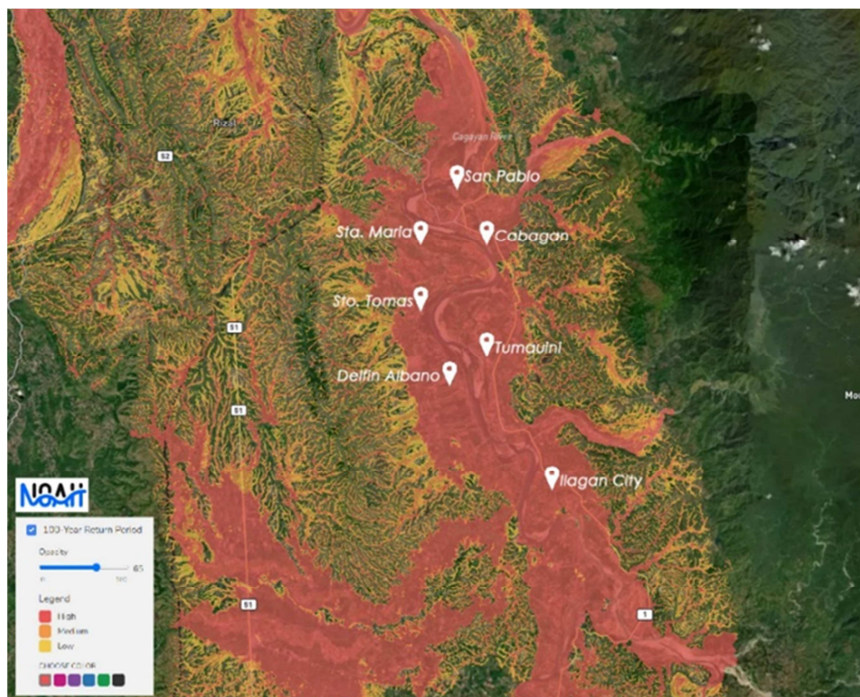 Rizal
52
Cagayan River
San Pablo
Sta. Maria
Cabagan
Sto. Tomas
51
Tumauini
Delfin Albano
51
Ilagan City
NOAH
100-Year Return Period
Opacity
65
100
Legend
High
Medium
Low
CHOOSE COLOR
51
1